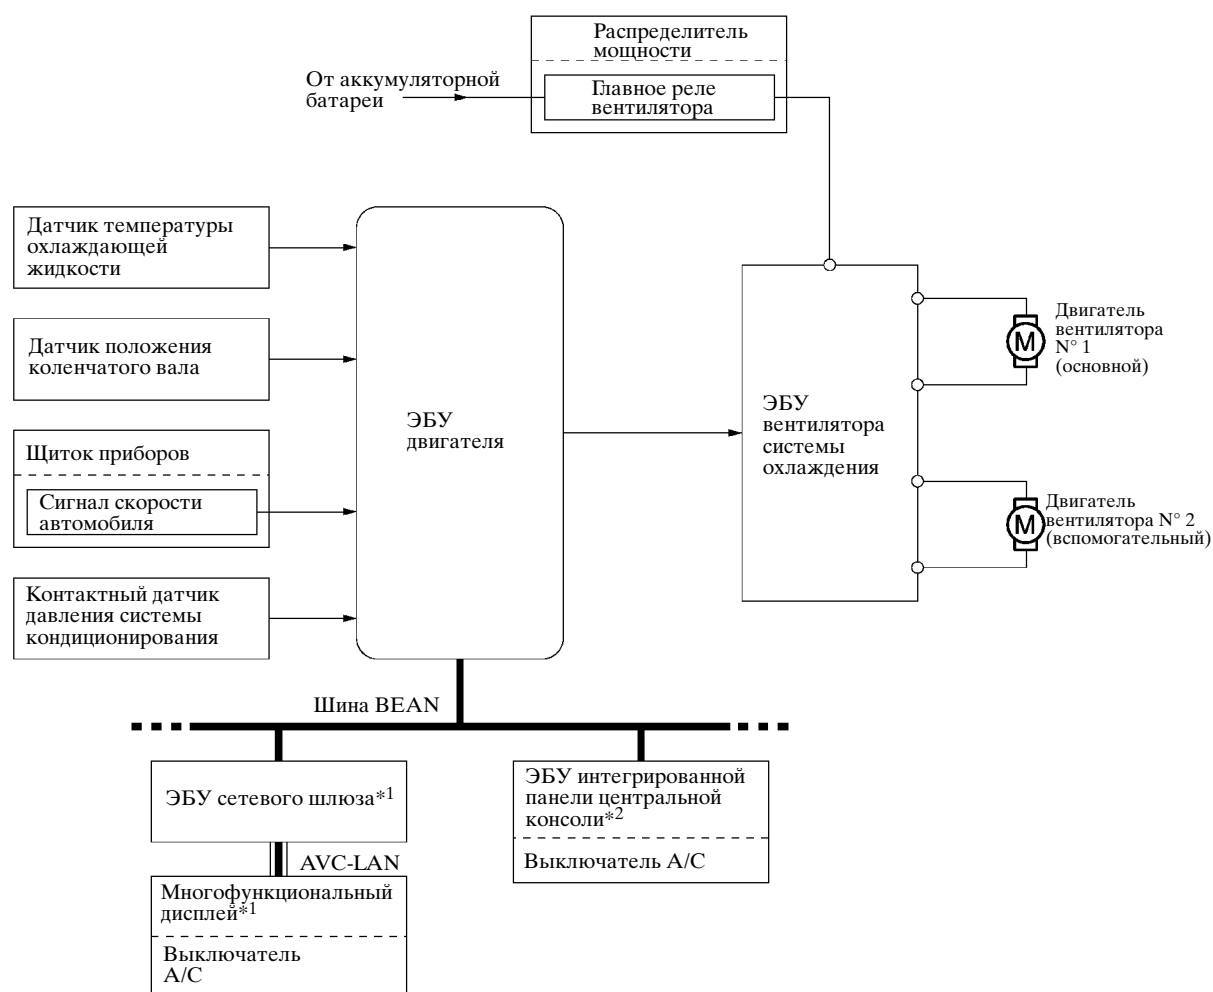 Распределитель
мощности
От аккумуляторной
батареи
Главное реле
вентилятора
Датчик температуры
охлаждающей
жидкости
Датчик положения
коленчатого вала
Щиток приборов
Сигнал скорости
автомобиля
Контактный датчик
давления системы
кондиционирования
ЭБУ
двигателя
ЭБУ
вентилятора
системы
охлаждения
M
Двигатель
вентилятора
N° 1
(основной)
M
Двигатель
вентилятора N° 2
(вспомогательный)
Шина BEAN
ЭБУ сетевого шлюза*1
AVC-LAN
Многофункциональный
дисплей*1
Выключатель
A/C
ЭБУ интегрированной
панели центральной
консоли*2
Выключатель A/C